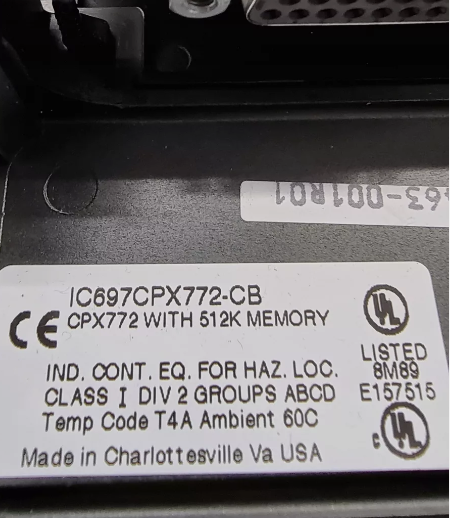 63-001R01
IC697CPX772-CB
CE CPX772 WITH 512K MEMORY
UL
LISTED
IND. CONT. EQ. FOR HAZ. LOC. 8M89
CLASS I DIV 2 GROUPS ABCD E157515
Temp Code T4A Ambient 60C
c UL
Made in Charlottesville Va USA